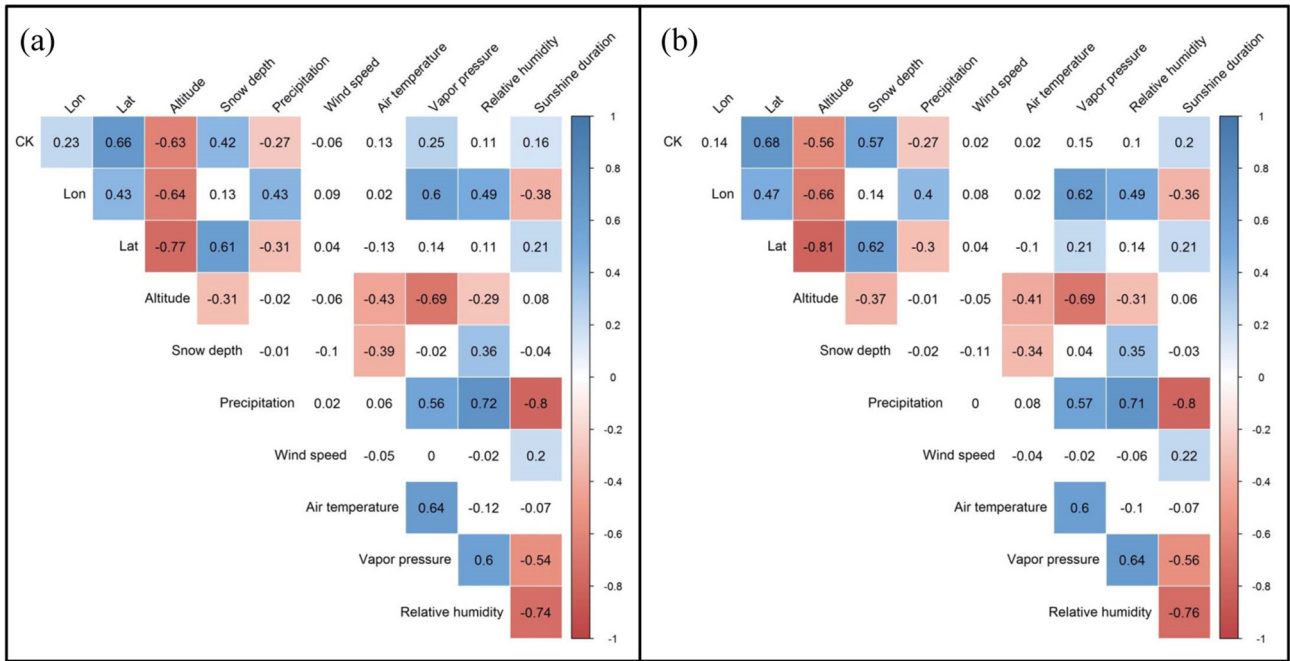 (a)
Lon Lat Altitude Snow depth Precipitation Wind speed Air temperature Vapor pressure Relative humidity Sunshine duration
CK 0.23 0.66 -0.63 0.42 -0.27 -0.06 0.13 0.25 0.11 0.16
Lon 0.43 -0.64 0.13 0.43 0.09 0.02 0.6 0.49 -0.38
Lat -0.77 0.61 -0.31 0.04 -0.13 0.14 0.11 0.21
Altitude -0.31 -0.02 -0.06 -0.43 -0.69 -0.29 0.08
Snow depth -0.01 -0.1 -0.39 -0.02 0.36 -0.04
Precipitation 0.02 0.06 0.56 0.72 -0.8
Wind speed -0.05 0 -0.02 0.2
Air temperature 0.64 -0.12 -0.07
Vapor pressure 0.6 -0.54
Relative humidity -0.74
1
0.8
0.6
0.4
0.2
0
-0.2
-0.4
-0.6
-0.8
-1
(b)
Lon Lat Altitude Snow depth Precipitation Wind speed Air temperature Vapor pressure Relative humidity Sunshine duration
CK 0.14 0.68 -0.56 0.57 -0.27 0.02 0.02 0.15 0.1 0.2
Lon 0.47 -0.66 0.14 0.4 0.08 0.02 0.62 0.49 -0.36
Lat -0.81 0.62 -0.3 0.04 -0.1 0.21 0.14 0.21
Altitude -0.37 -0.01 -0.05 -0.41 -0.69 -0.31 0.06
Snow depth -0.02 -0.11 -0.34 0.04 0.35 -0.03
Precipitation 0 0.08 0.57 0.71 -0.8
Wind speed -0.04 -0.02 -0.06 0.22
Air temperature 0.6 -0.1 -0.07
Vapor pressure 0.64 -0.56
Relative humidity -0.76
1
0.8
0.6
0.4
0.2
0
-0.2
-0.4
-0.6
-0.8
-1